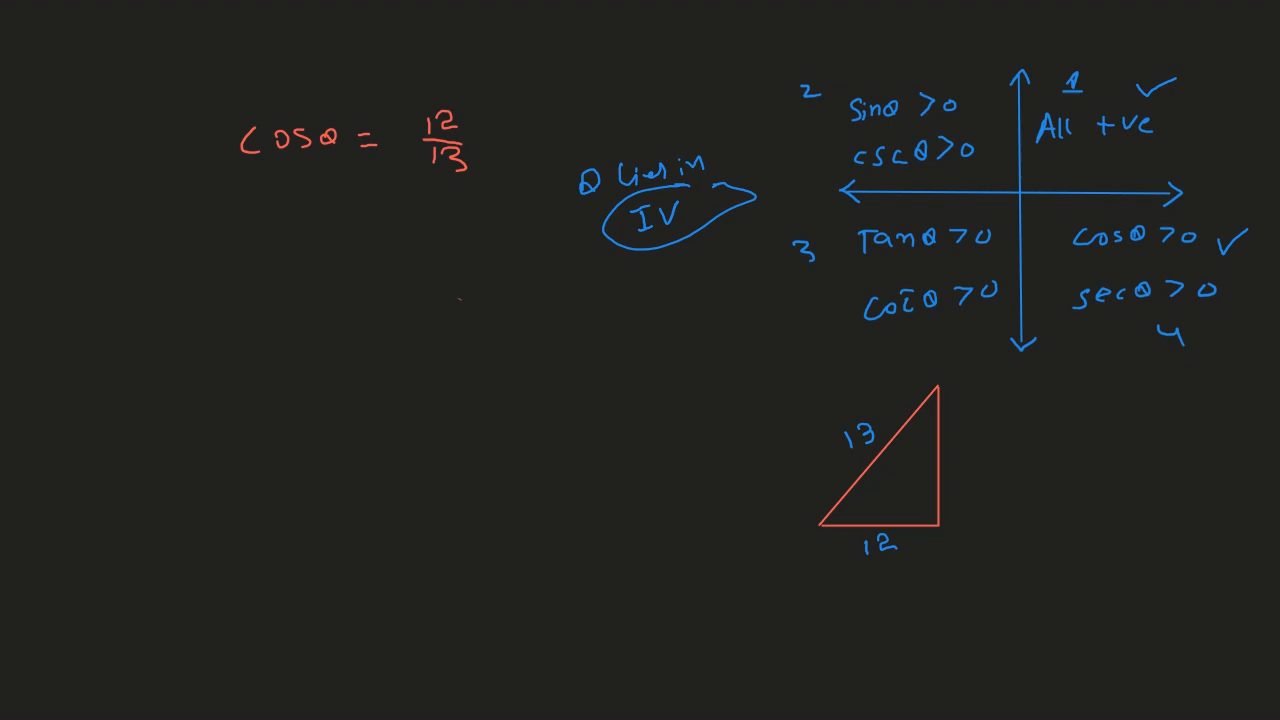 cosθ = 12/13
θ lies in
IV
2
sinθ > 0
cscθ > 0
1
All +ve
3
Tanθ > 0
cotθ > 0
cosθ > 0
secθ > 0
4
13
12